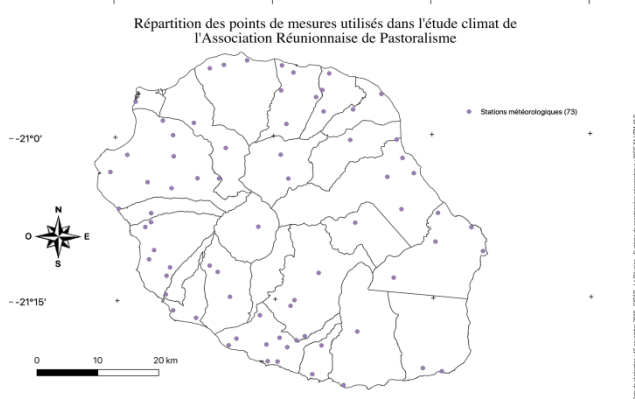 Répartition des points de mesures utilisés dans l'étude climat de
l'Association Réunionnaise de Pastoralisme
Stations météorologiques (73)
-21°0'
N
O E
S
-21°15'
0 10 20 km